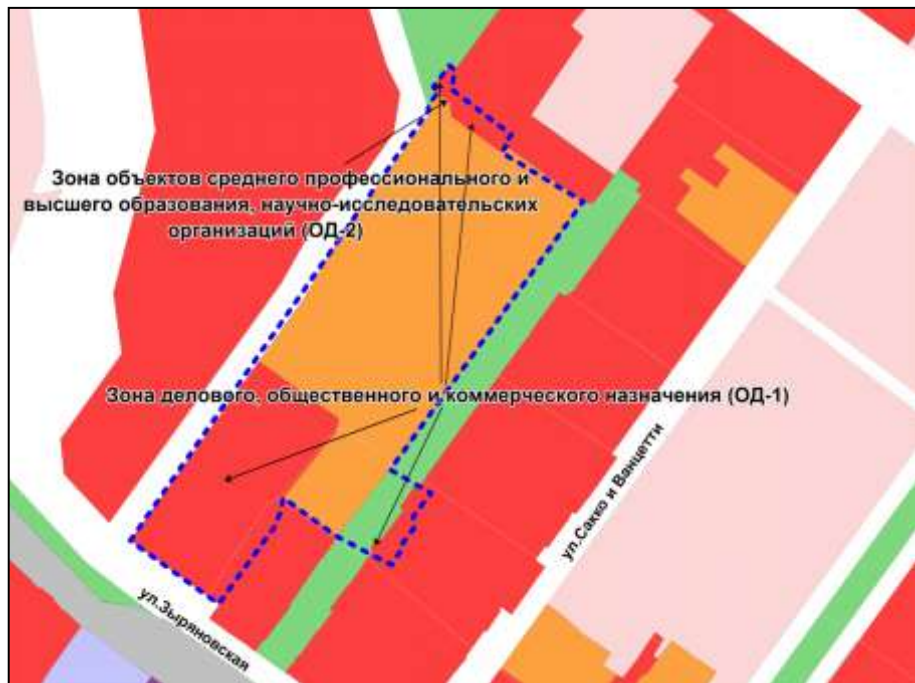 Зона объектов среднего профессионального и
высшего образования, научно-исследовательских
организаций (ОД-2)
Зона делового, общественного и коммерческого назначения (ОД-1)
ул.Сакко и Ванцетти
ул.Зыряновская